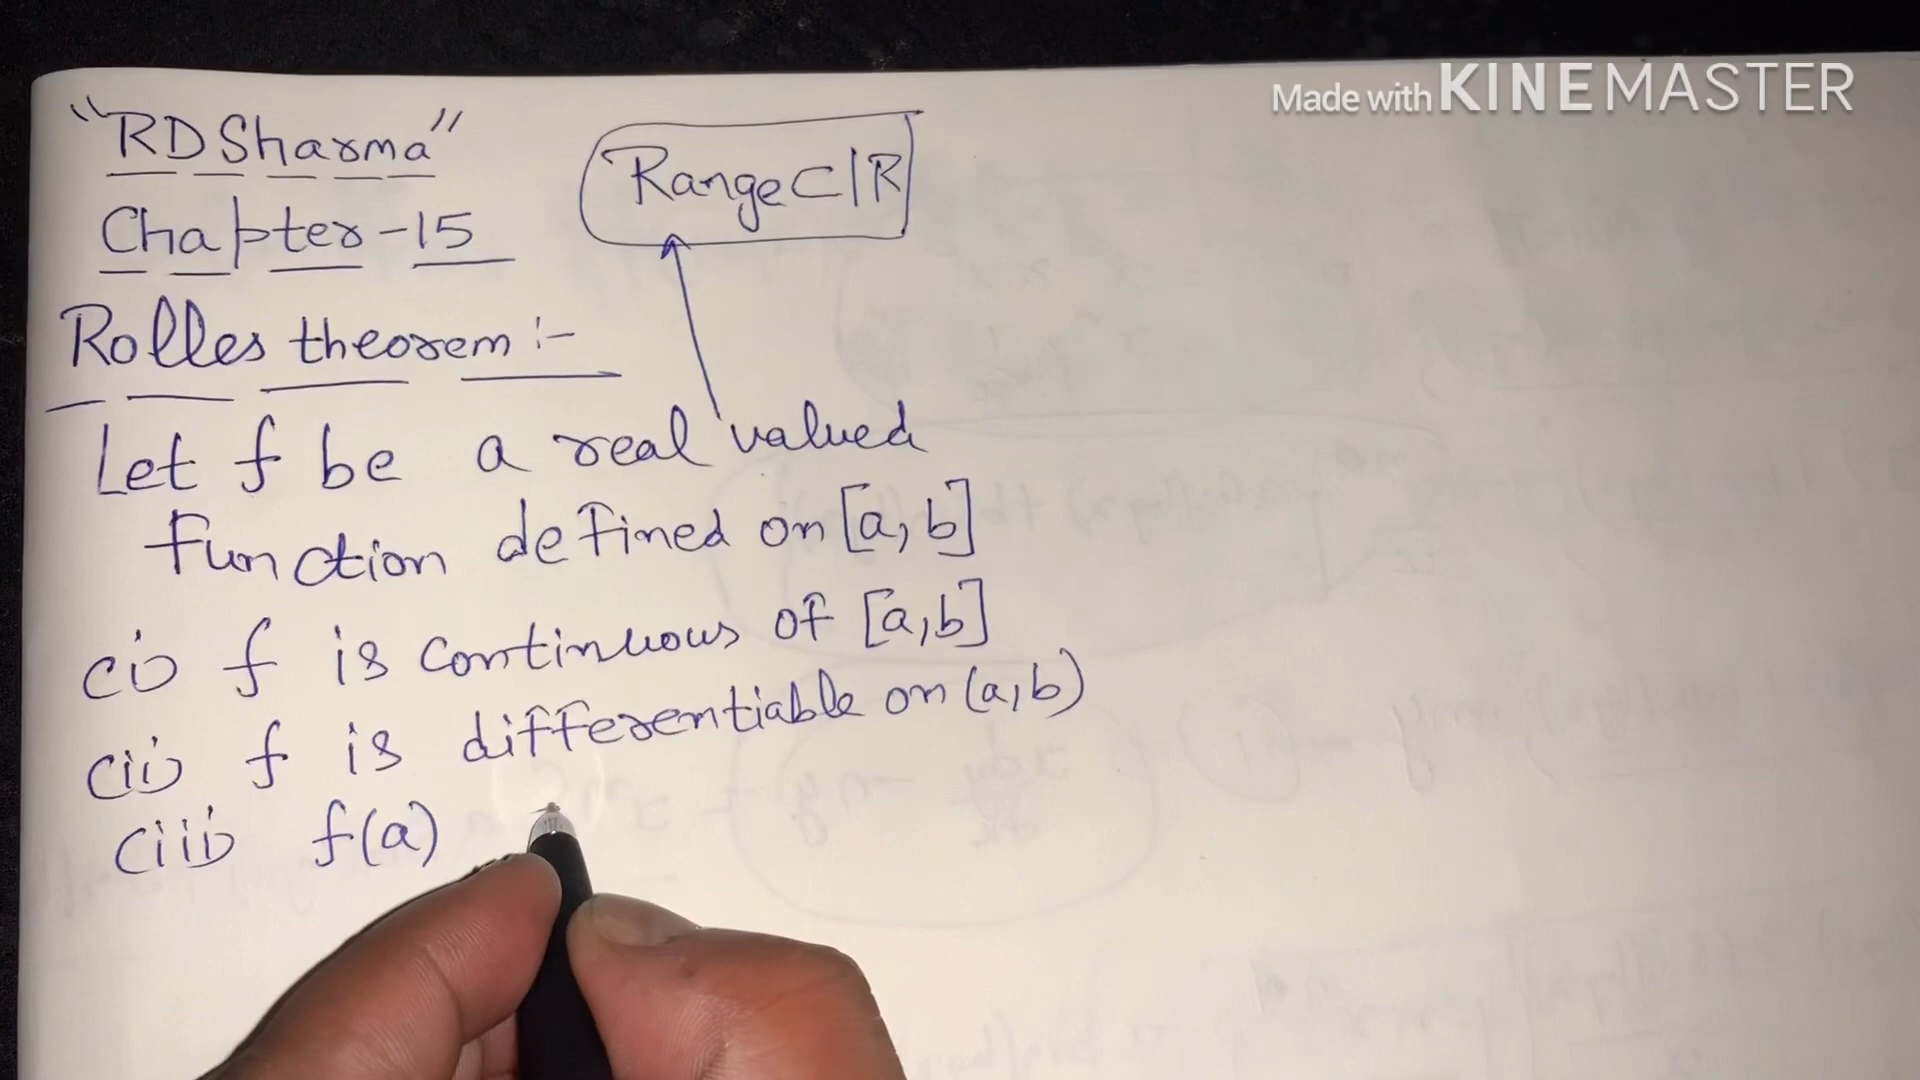 Made with KINEMASTER
"RD Sharma"
Chapter-15
Range⊂IR
Rolles theorem:-
Let f be a real valued
function defined on [a, b]
(i) f is continuous of [a,b]
(ii) f is differentiable on (a,b)
(iii) f(a)